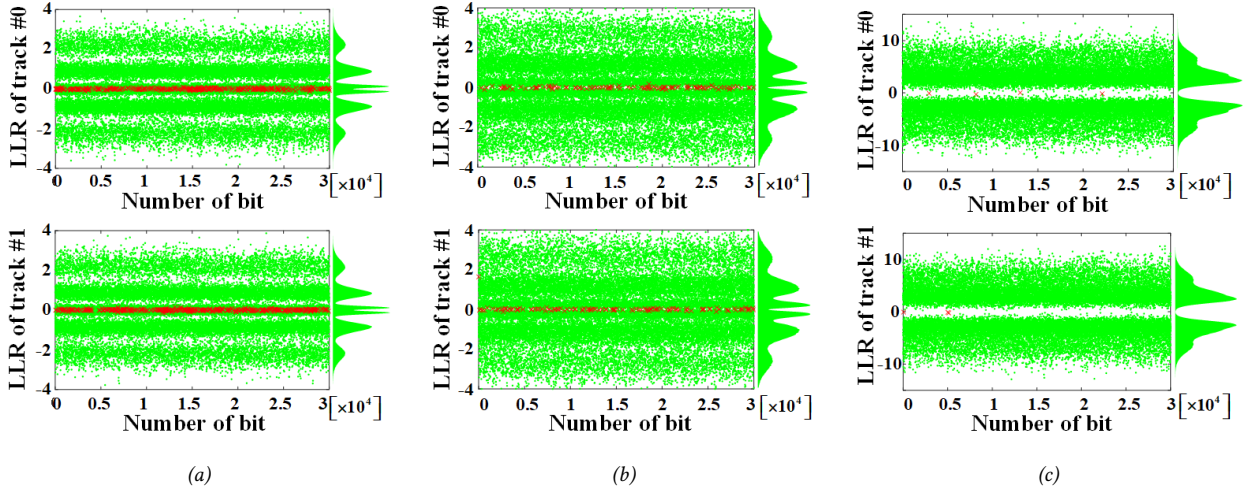 LLR of track #0
4
2
0
-2
-4
0 0.5 1 1.5 2 2.5 3 [×10⁴]
Number of bit
LLR of track #0
4
2
0
-2
-4
0 0.5 1 1.5 2 2.5 3 0 [×10⁴]
Number of bit
LLR of track #0
10
0
-10
0 0.5 1 1.5 2 2.5 3 [×10⁴]
Number of bit
LLR of track #1
4
2
0
-2
-4
0 0.5 1 1.5 2 2.5 3 0 [×10⁴]
Number of bit
LLR of track #1
4
2
0
-2
-4
0 0.5 1 1.5 2 2.5 3 0 [×10⁴]
Number of bit
LLR of track #1
10
0
-10
0 0.5 1 1.5 2 2.5 3 0 [×10⁴]
Number of bit
(a)
(b)
(c)